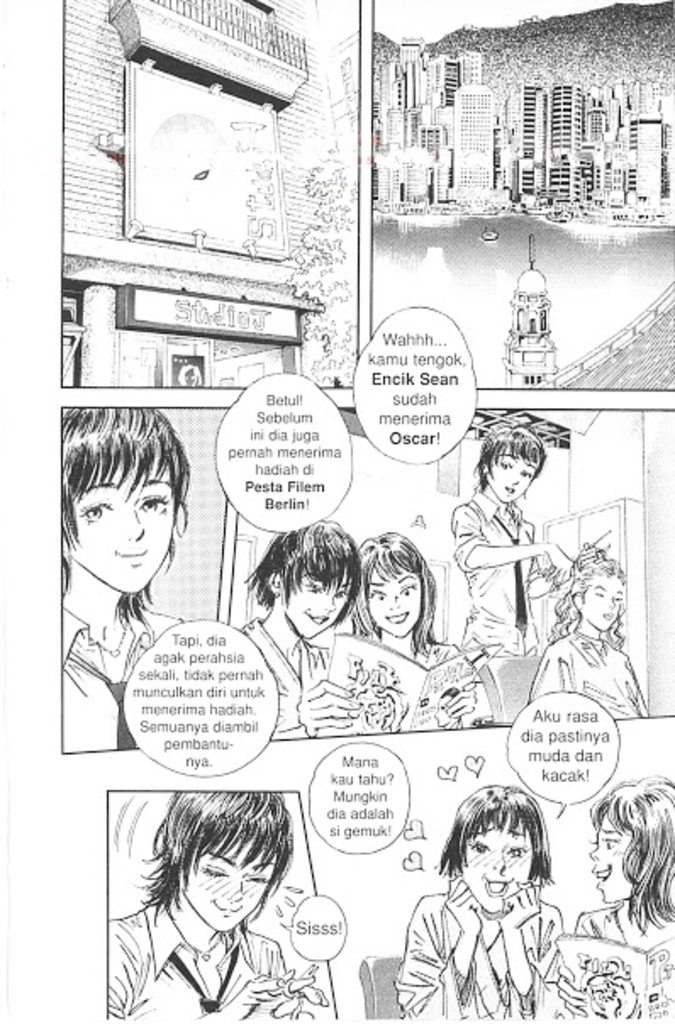 StudioJ
StudioJ
Wahhh...
kamu tengok,
Encik Sean
sudah
menerima
Oscar!
Betul!
Sebelum
ini dia juga
pernah menerima
hadiah di
Pesta Filem
Berlin!
Tapi, dia
agak perahsia
sekali, tidak pernah
munculkan diri untuk
menerima hadiah.
Semuanya diambil
pembantu-
nya.
Mana
kau tahu?
Mungkin
dia adalah
si gemuk!
Aku rasa
dia pastinya
muda dan
kacak!
Sisss!